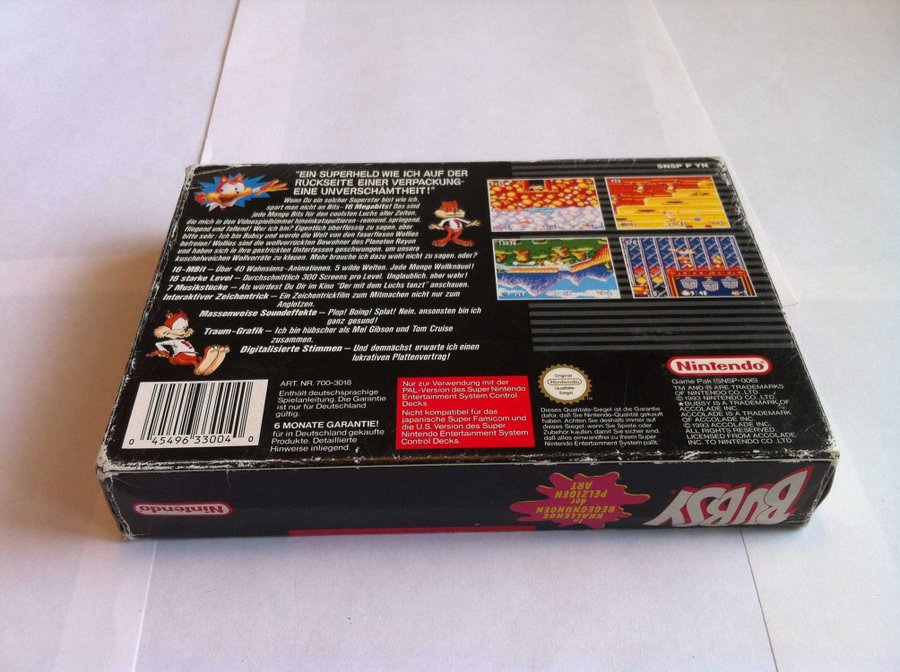 "EIN SUPERHELD WIE ICH AUF DER
RÜCKSEITE EINER VERPACKUNG-
EINE UNVERSCHÄMTHEIT!"
Wenn Du ein solcher Superstar bist wie ich,
spart man nicht an Bits- 16 Megabits! Das sind
jede Menge Bits für den coolsten Luchs aller Zeiten,
die mich in den Videospielhimmel hineinkatapultieren - rennend, springend,
fliegend und fallend! Wer ich bin? Eigentlich überflüssig zu sagen, aber
bitte sehr: Ich bin Bubsy und werde die Welt von den faserfiesen Woolies
befreien! Woolies sind die wollverrückten Bewohner des Planeten Rayon
und haben sich in ihre gestrickten Untertassen geschwungen, um unsere
kuschelweichen Wollvorräte zu klauen. Mehr brauche ich dazu wohl nicht zu sagen, oder?
16-MBit – Über 40 Wahnsinns-Animationen. 5 wilde Welten. Jede Menge Wollknäuel!
16 starke Level – Durchschnittlich 300 Screens pro Level. Unglaublich, aber wahr!
7 Musikstücke – Als würdest Du Dir im Kino "Der mit dem Luchs tanzt" anschauen.
Interaktiver Zeichentrick – Ein Zeichentrickfilm zum Mitmachen nicht nur zum
Anglotzen.
Massenweise Soundeffekte – Plop! Boing! Splat! Nein, ansonsten bin ich
ganz gesund!
Traum-Grafik – Ich bin hübscher als Mel Gibson und Tom Cruise
zusammen.
Digitalisierte Stimmen – Und demnächst erwarte ich einen
lukrativen Plattenvertrag!
SNSP P YN
0 45496 33004 0
ART. NR. 700-3018
Enthält deutschsprachige
Spielanleitung. Die Garantie
ist nur für Deutschland
gültig.
6 MONATE GARANTIE!
für in Deutschland gekaufte
Produkte. Detaillierte
Hinweise inliegend.
Nur zur Verwendung mit der
PAL-Version des Super Nintendo
Entertainment System Control
Decks.
Nicht kompatibel für das
japanische Super Famicom und
die U.S Version des Super
Nintendo Entertainment System
Control Decks.
Original
Nintendo
Qualitäts-
Siegel
Dieses Qualitäts-Siegel ist die Garantie
dafür, daß Sie Nintendo-Qualität gekauft
haben. Achten Sie deshalb immer auf
dieses Siegel, wenn Sie Spiele oder
Zubehör kaufen, damit Sie sicher sind,
daß alles einwandfrei zu Ihrem Super
Nintendo Entertainment System paßt.
Nintendo
Game Pak (SNSP-006)
TM AND ® ARE TRADEMARKS
OF NINTENDO CO., LTD.
© 1993 NINTENDO CO., LTD.
BUBSY IS A TRADEMARK OF
ACCOLADE INC.
ACCOLADE IS A TRADEMARK
OF ACCOLADE INC.
© 1993 ACCOLADE INC.
ALL RIGHTS RESERVED.
LICENSED FROM ACCOLADE
INC. TO NINTENDO CO., LTD.
BUBSY
in
KRALLENDE
BEGEGNUNGEN
der
PELZIGEN
ART
Nintendo